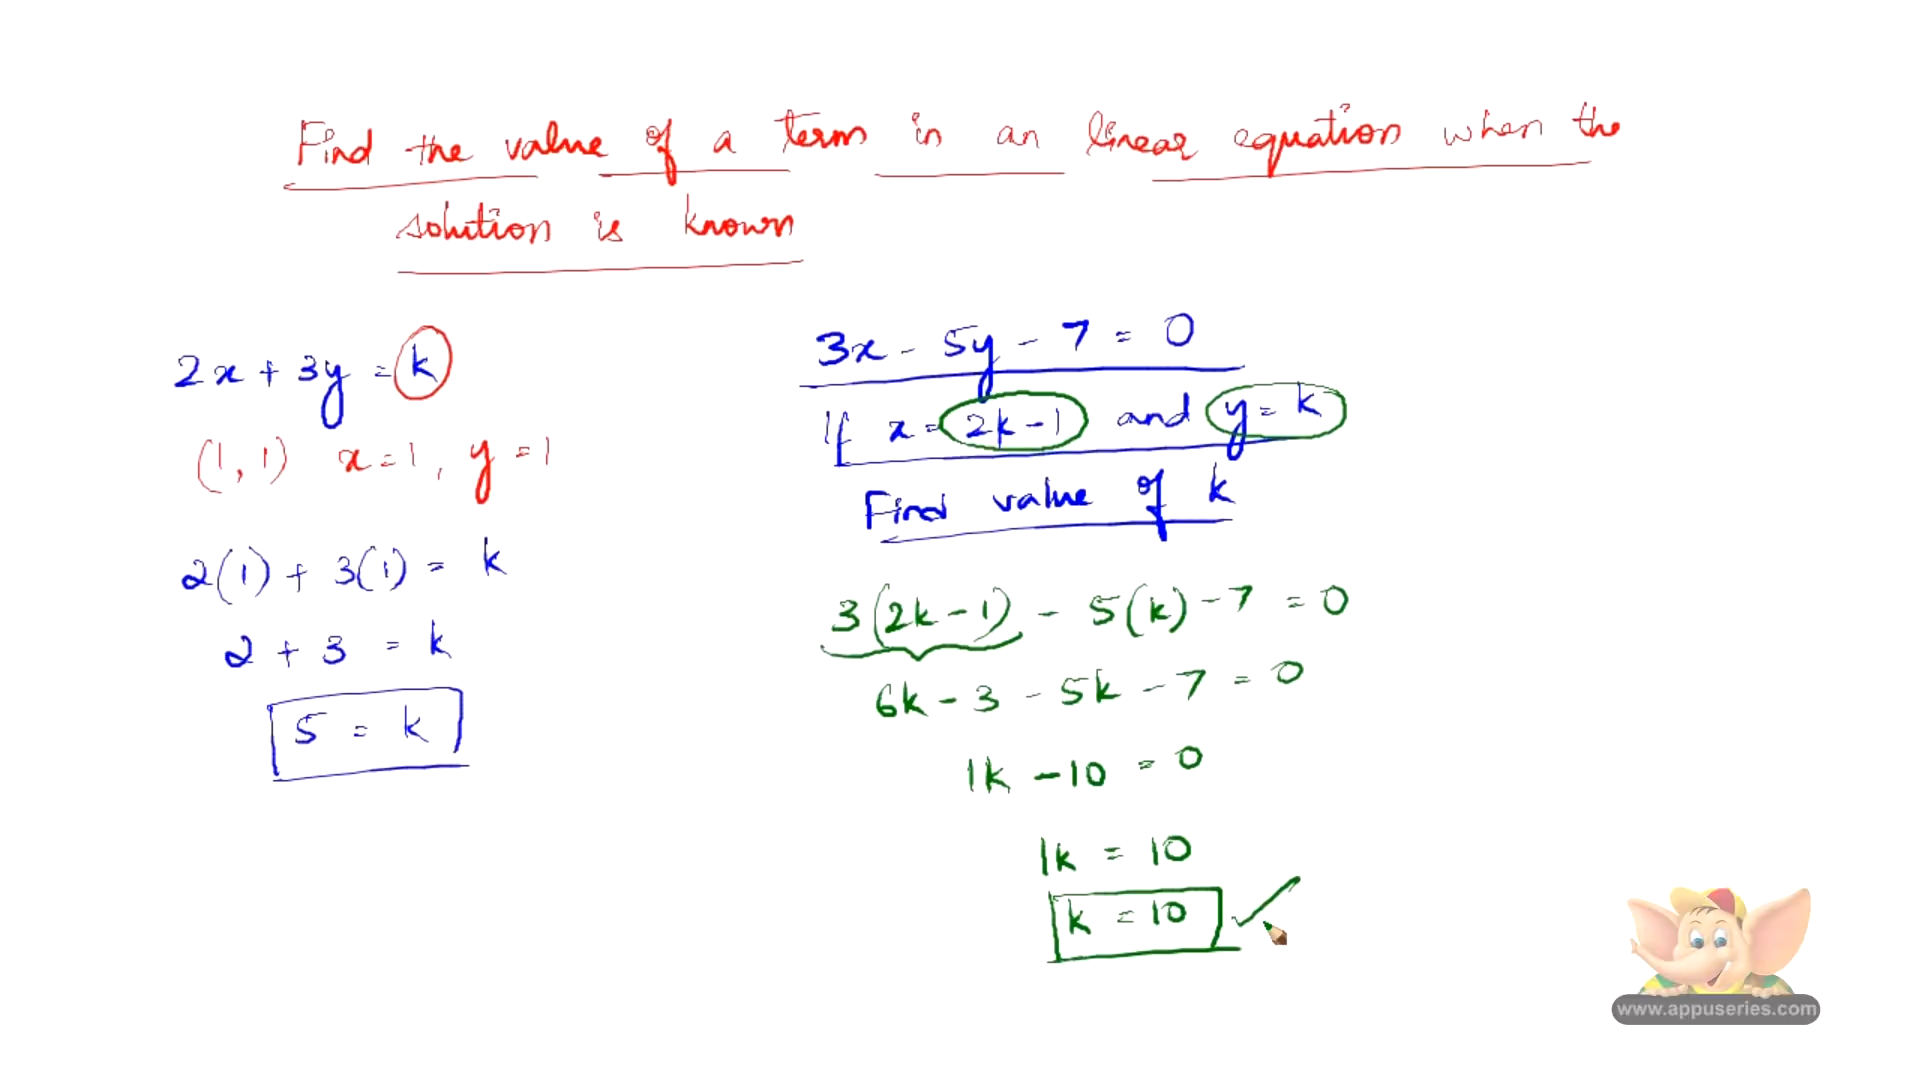 Find the value of a term in an linear equation when the
solution is known
2x + 3y = k
(1, 1) x = 1, y = 1
2(1) + 3(1) = k
2 + 3 = k
5 = k
3x - 5y - 7 = 0
If x = 2k - 1 and y = k
Find value of k
3(2k - 1) - 5(k) - 7 = 0
6k - 3 - 5k - 7 = 0
1k - 10 = 0
1k = 10
k = 10
www.appuseries.com